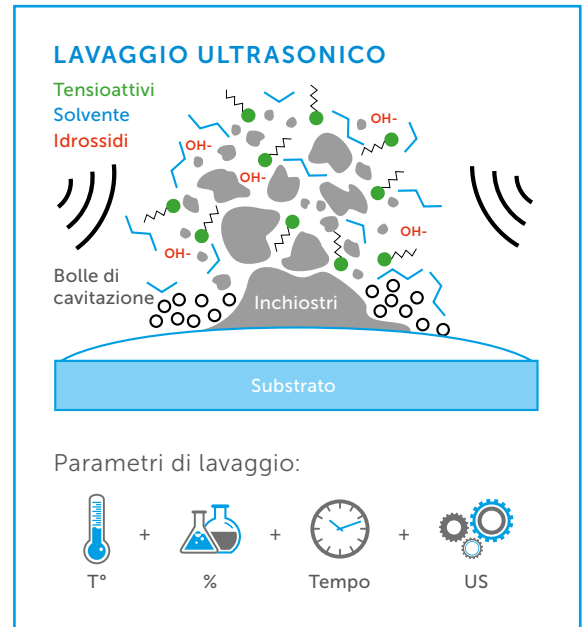 LAVAGGIO ULTRASONICO
Tensioattivi
Solvente
Idrossidi
OH-
OH-
OH-
OH-
OH-
Bolle di
cavitazione
Inchiostri
Substrato
Parametri di lavaggio:
+ + +
T° % Tempo US